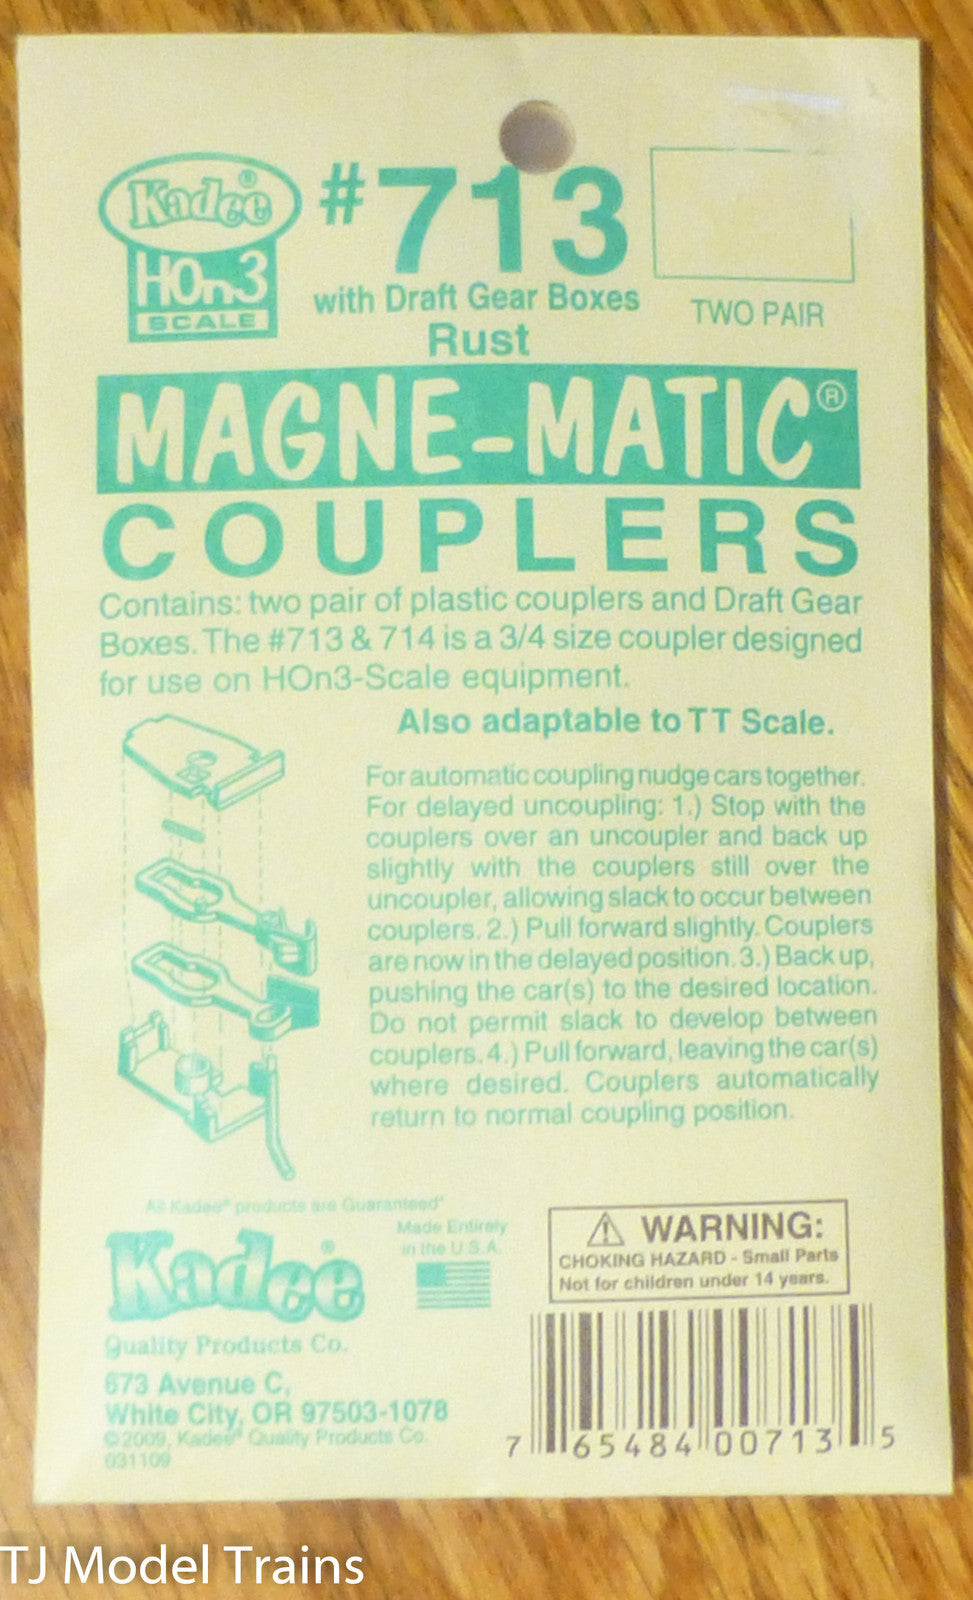 Kadee®
HOn3
SCALE
#713
with Draft Gear Boxes
Rust
TWO PAIR
MAGNE-MATIC®
COUPLERS
Contains: two pair of plastic couplers and Draft Gear
Boxes. The #713 & 714 is a 3/4 size coupler designed
for use on HOn3-Scale equipment.
Also adaptable to TT Scale.
For automatic coupling nudge cars together.
For delayed uncoupling: 1.) Stop with the
couplers over an uncoupler and back up
slightly with the couplers still over the
uncoupler, allowing slack to occur between
couplers. 2.) Pull forward slightly. Couplers
are now in the delayed position. 3.) Back up,
pushing the car(s) to the desired location.
Do not permit slack to develop between
couplers. 4.) Pull forward, leaving the car(s)
where desired. Couplers automatically
return to normal coupling position.
All Kadee® products are Guaranteed"
Made Entirely
in the U.S.A.
Kadee®
Quality Products Co.
673 Avenue C,
White City, OR 97503-1078
©2009, Kadee® Quality Products Co.
031109
WARNING:
CHOKING HAZARD - Small Parts
Not for children under 14 years.
7 65484 00713 5
TJ Model Trains